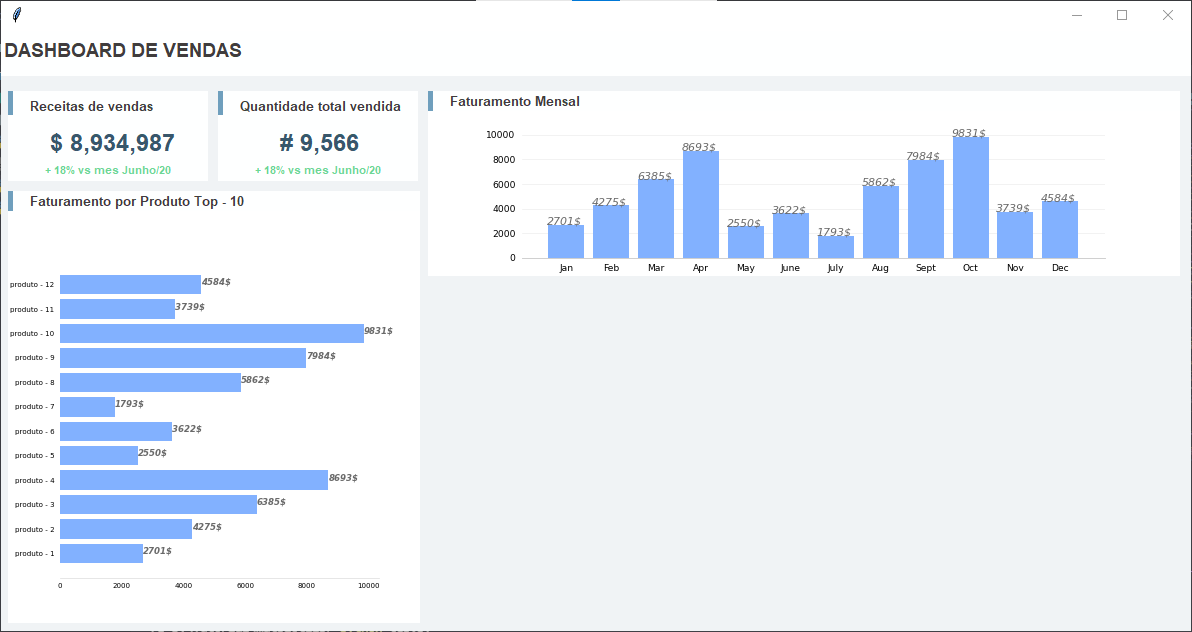 DASHBOARD DE VENDAS
Receitas de vendas
$ 8,934,987
+ 18% vs mes Junho/20
Quantidade total vendida
# 9,566
+ 18% vs mes Junho/20
Faturamento Mensal
10000
8000
6000
4000
2000
0
2701$
4275$
6385$
8693$
2550$
3622$
1793$
5862$
7984$
9831$
3739$
4584$
Jan Feb Mar Apr May June July Aug Sept Oct Nov Dec
Faturamento por Produto Top - 10
produto - 12 4584$
produto - 11 3739$
produto - 10 9831$
produto - 9 7984$
produto - 8 5862$
produto - 7 1793$
produto - 6 3622$
produto - 5 2550$
produto - 4 8693$
produto - 3 6385$
produto - 2 4275$
produto - 1 2701$
0 2000 4000 6000 8000 10000